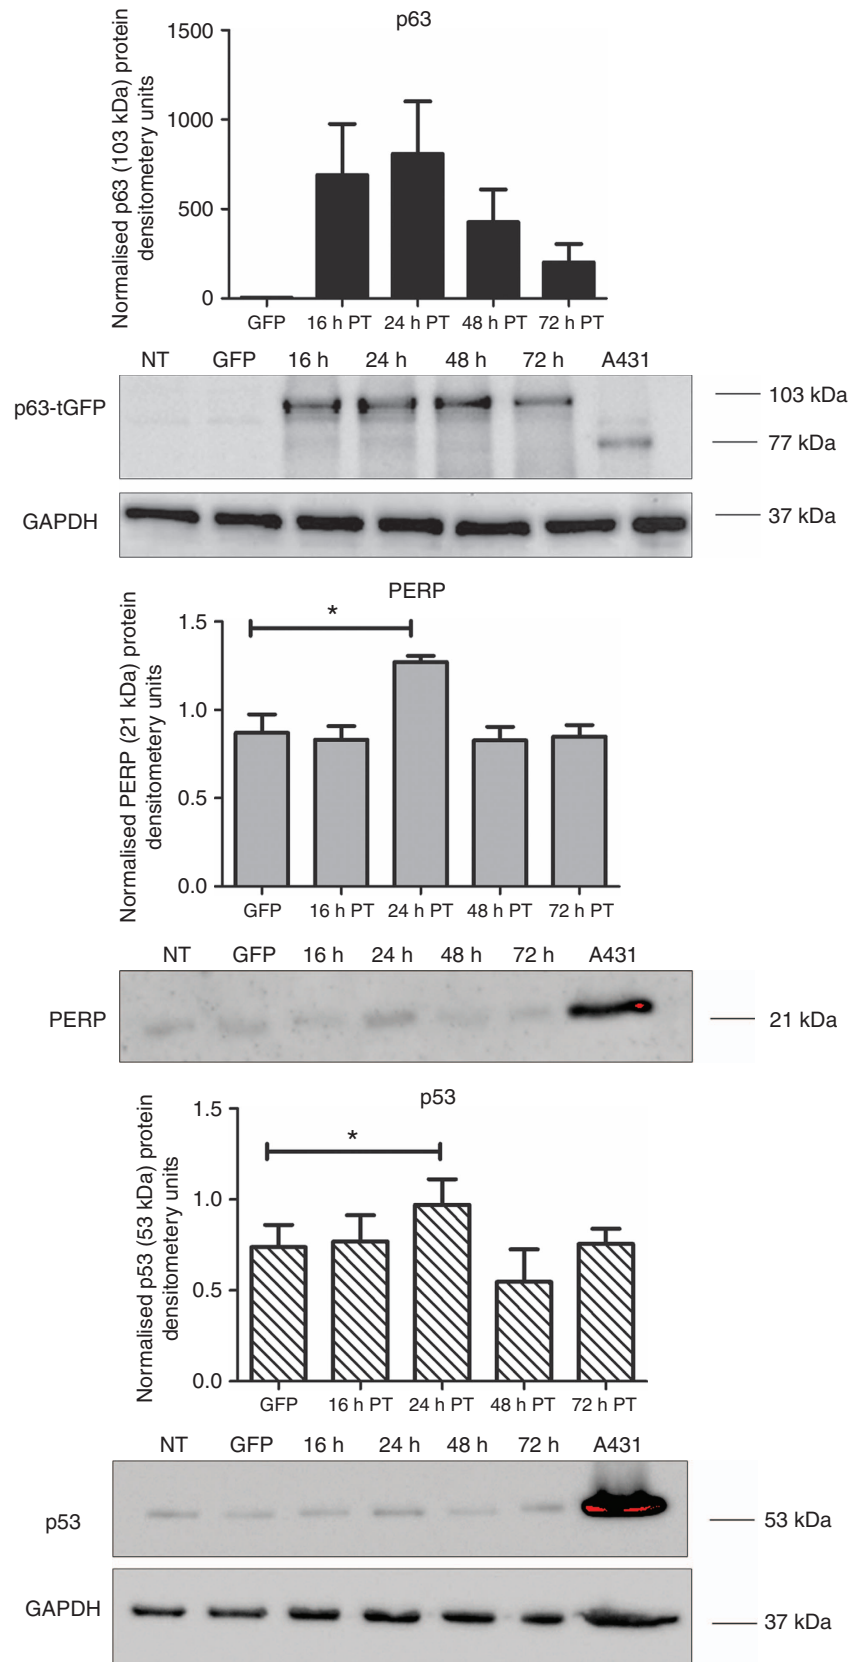 p63
Normalised p63 (103 kDa) protein
densitometery units
1500
1000
500
0
GFP 16 h PT 24 h PT 48 h PT 72 h PT
NT GFP 16 h 24 h 48 h 72 h A431
p63-tGFP
103 kDa
77 kDa
GAPDH
37 kDa
PERP
Normalised PERP (21 kDa) protein
densitometery units
1.5
*
1.0
0.5
0.0
GFP 16 h PT 24 h PT 48 h PT 72 h PT
NT GFP 16 h 24 h 48 h 72 h A431
PERP
21 kDa
p53
Normalised p53 (53 kDa) protein
densitometery units
1.5
*
1.0
0.5
0.0
GFP 16 h PT 24 h PT 48 h PT 72 h PT
NT GFP 16 h 24 h 48 h 72 h A431
p53
53 kDa
GAPDH
37 kDa